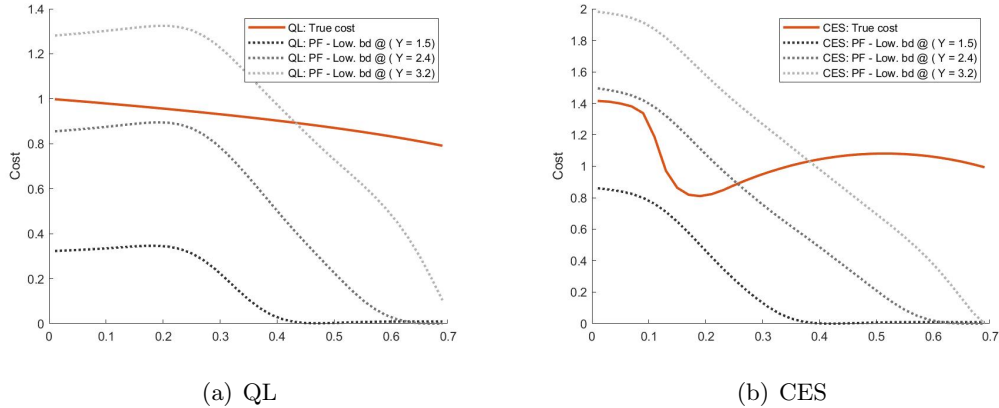 1.4
1.2
1
0.8
0.6
0.4
0.2
0
Cost
QL: True cost
QL: PF - Low. bd @ ( Y = 1.5)
QL: PF - Low. bd @ ( Y = 2.4)
QL: PF - Low. bd @ ( Y = 3.2)
0 0.1 0.2 0.3 0.4 0.5 0.6 0.7
(a) QL
2
1.8
1.6
1.4
1.2
1
0.8
0.6
0.4
0.2
0
Cost
CES: True cost
CES: PF - Low. bd @ ( Y = 1.5)
CES: PF - Low. bd @ ( Y = 2.4)
CES: PF - Low. bd @ ( Y = 3.2)
0 0.1 0.2 0.3 0.4 0.5 0.6 0.7
(b) CES